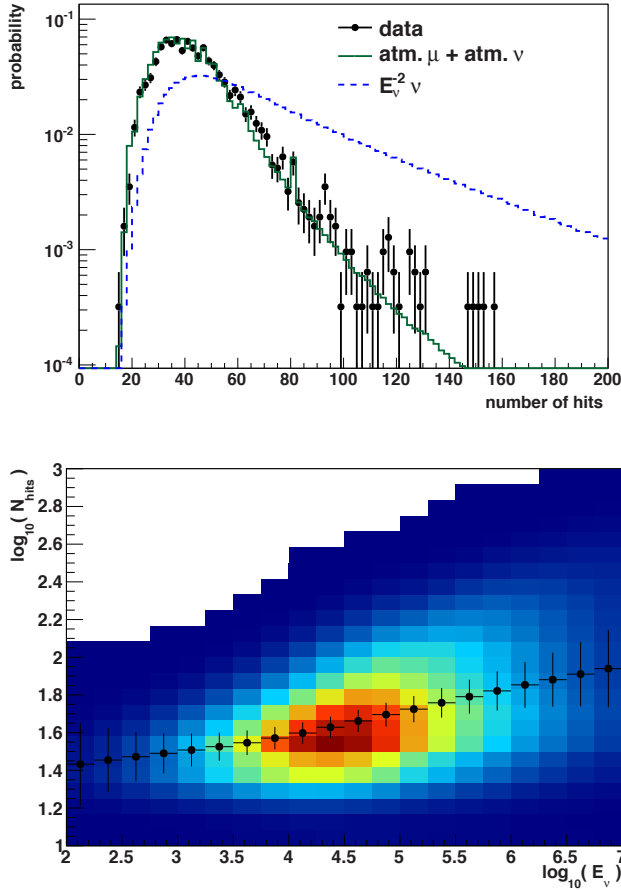 probability
10⁻¹
10⁻²
10⁻³
10⁻⁴
data
atm. μ + atm. ν
E_ν⁻² ν
0 20 40 60 80 100 120 140 160 180 200
number of hits
log₁₀( N_hits )
3
2.8
2.6
2.4
2.2
2
1.8
1.6
1.4
1.2
1
2 2.5 3 3.5 4 4.5 5 5.5 6 6.5 7
log₁₀( E_ν )